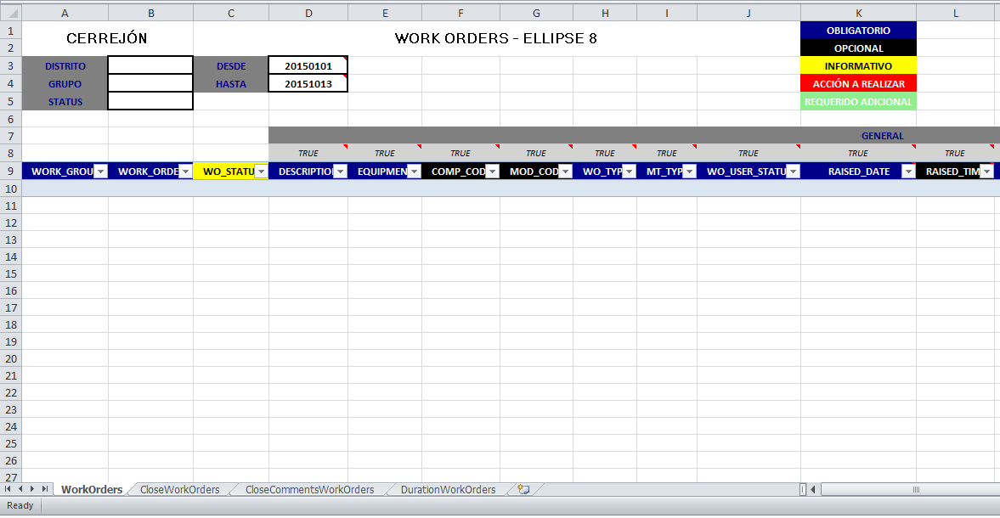 A B C D E F G H I J K L
1 CERREJÓN WORK ORDERS - ELLIPSE 8 OBLIGATORIO
2 OPCIONAL
3 DISTRITO DESDE 20150101 INFORMATIVO
4 GRUPO HASTA 20151013 ACCIÓN A REALIZAR
5 STATUS REQUERIDO ADICIONAL
6
7 GENERAL
8 TRUE TRUE TRUE TRUE TRUE TRUE TRUE TRUE TRUE
9 WORK_GROU WORK_ORDE WO_STATU DESCRIPTIO EQUIPMEN COMP_COD MOD_COD WO_TYP MT_TYP WO_USER_STATU RAISED_DATE RAISED_TIM
10
11
12
13
14
15
16
17
18
19
20
21
22
23
24
25
26
27
WorkOrders CloseWorkOrders CloseCommentsWorkOrders DurationWorkOrders
Ready